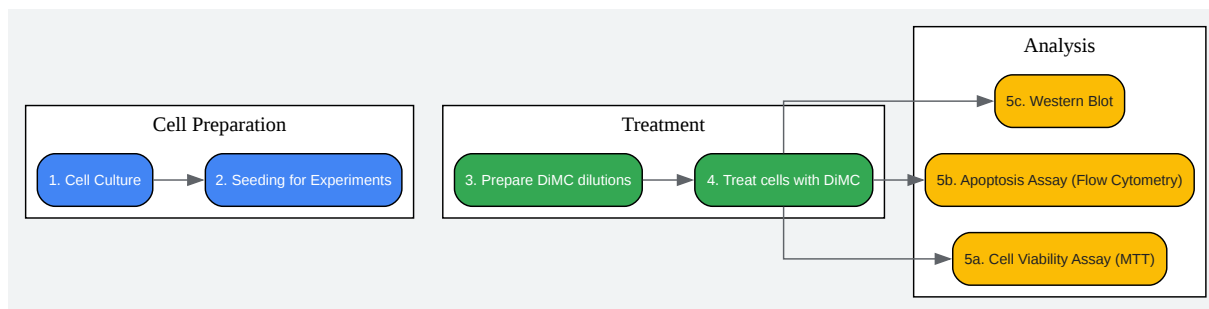 Cell Preparation
1. Cell Culture
2. Seeding for Experiments
Treatment
3. Prepare DiMC dilutions
4. Treat cells with DiMC
Analysis
5c. Western Blot
5b. Apoptosis Assay (Flow Cytometry)
5a. Cell Viability Assay (MTT)